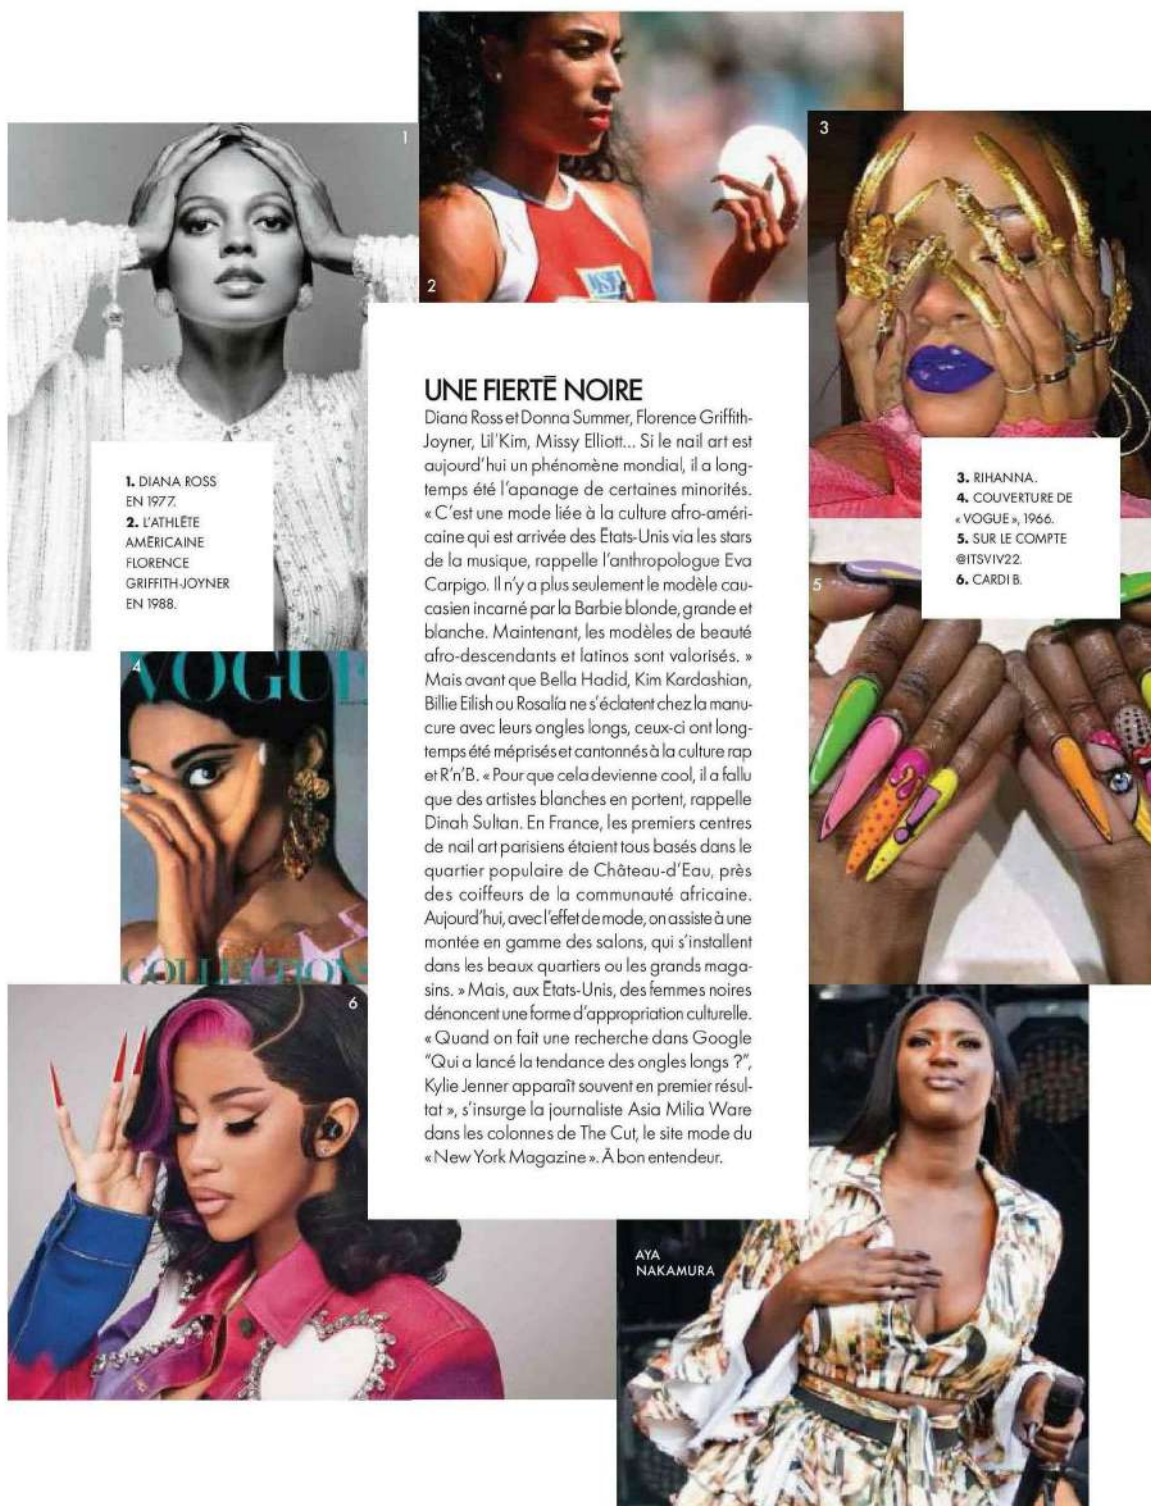 1
2
3
UNE FIERTĒ NOIRE
Diana Ross et Donna Summer, Florence Griffith-
Joyner, Lil'Kim, Missy Elliott... Si le nail art est
aujourd'hui un phénomène mondial, il a long-
temps été l'apanage de certaines minorités.
« C'est une mode liée à la culture afro-améri-
caine qui est arrivée des Ētats-Unis via les stars
de la musique, rappelle l'anthropologue Eva
Carpigo. Il n'y a plus seulement le modèle cau-
casien incarné par la Barbie blonde, grande et
blanche. Maintenant, les modèles de beauté
afro-descendants et latinos sont valorisés. »
Mais avant que Bella Hadid, Kim Kardashian,
Billie Eilish ou Rosalía ne s'éclatent chez la manu-
cure avec leurs ongles longs, ceux-ci ont long-
temps été méprisés et cantonnés à la culture rap
et R'n'B. « Pour que cela devienne cool, il a fallu
que des artistes blanches en portent, rappelle
Dinah Sultan. En France, les premiers centres
de nail art parisiens étaient tous basés dans le
quartier populaire de Château-d'Eau, près
des coiffeurs de la communauté africaine.
Aujourd'hui, avec l'effet de mode, on assiste à une
montée en gamme des salons, qui s'installent
dans les beaux quartiers ou les grands maga-
sins. » Mais, aux Ētats-Unis, des femmes noires
dénoncent une forme d'appropriation culturelle.
« Quand on fait une recherche dans Google
"Qui a lancé la tendance des ongles longs ?",
Kylie Jenner apparaît souvent en premier résul-
tat », s'insurge la journaliste Asia Milia Ware
dans les colonnes de The Cut, le site mode du
« New York Magazine ». Ā bon entendeur.
1. DIANA ROSS
EN 1977.
2. L'ATHLĒTE
AMĒRICAINE
FLORENCE
GRIFFITH-JOYNER
EN 1988.
3. RIHANNA.
4. COUVERTURE DE
« VOGUE », 1966.
5. SUR LE COMPTE
@ITSVIV22.
6. CARDI B.
4
VOGUE
COLLECTIONS
5
6
AYA
NAKAMURA